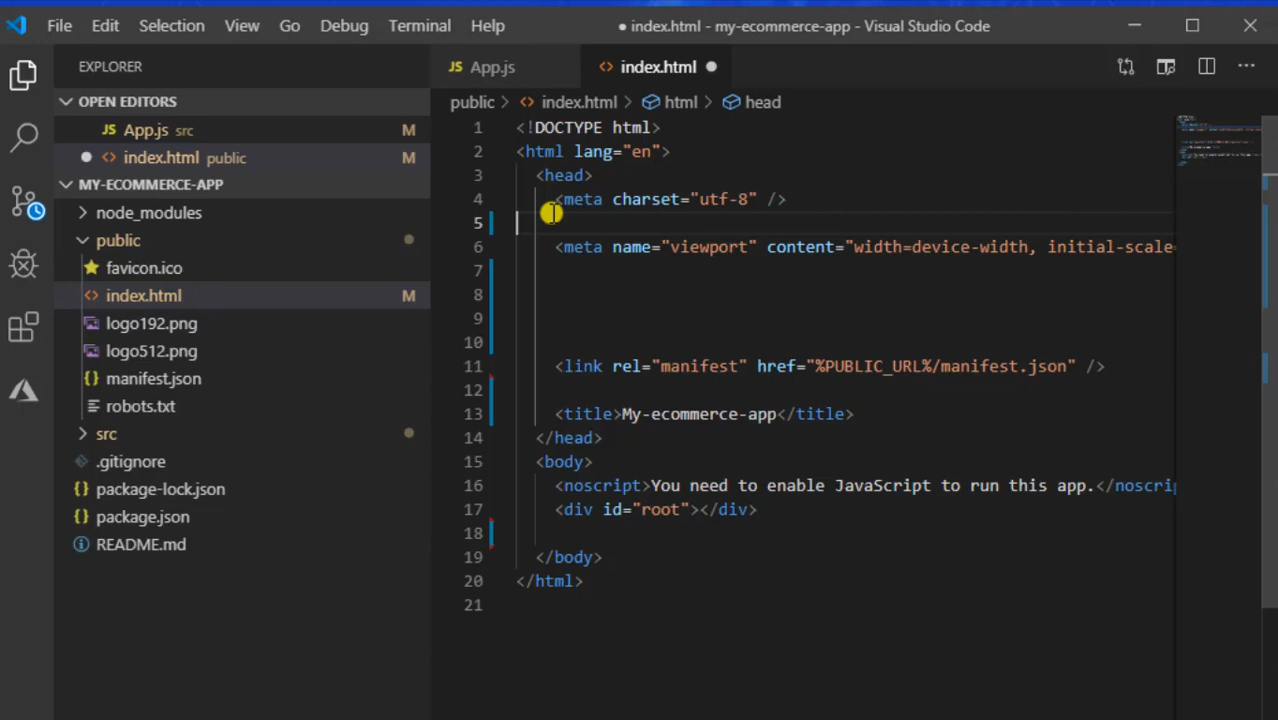 File Edit Selection View Go Debug Terminal Help ● index.html - my-ecommerce-app - Visual Studio Code
EXPLORER
OPEN EDITORS
JS App.js src M
<> index.html public M
MY-ECOMMERCE-APP
node_modules
public
favicon.ico
<> index.html M
logo192.png
logo512.png
{} manifest.json
robots.txt
src
.gitignore
{} package-lock.json
{} package.json
README.md
JS App.js <> index.html ●
public > <> index.html > html > head
1 <!DOCTYPE html>
2 <html lang="en">
3 <head>
4 <meta charset="utf-8" />
5
6 <meta name="viewport" content="width=device-width, initial-scale=
7
8
9
10
11 <link rel="manifest" href="%PUBLIC_URL%/manifest.json" />
12
13 <title>My-ecommerce-app</title>
14 </head>
15 <body>
16 <noscript>You need to enable JavaScript to run this app.</noscrip
17 <div id="root"></div>
18
19 </body>
20 </html>
21